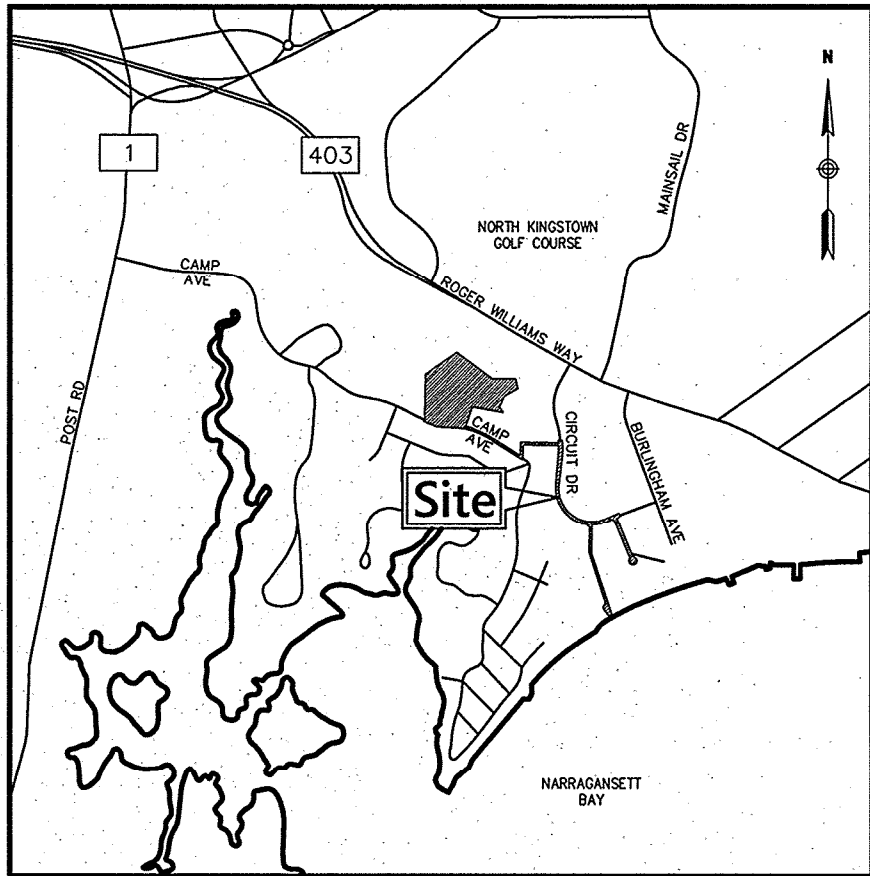 N
1
403
MAINSAIL DR
NORTH KINGSTOWN
GOLF COURSE
CAMP
AVE
ROGER WILLIAMS WAY
POST RD
CAMP
AVE
CIRCUIT DR
BURLINGHAM AVE
Site
NARRAGANSETT
BAY